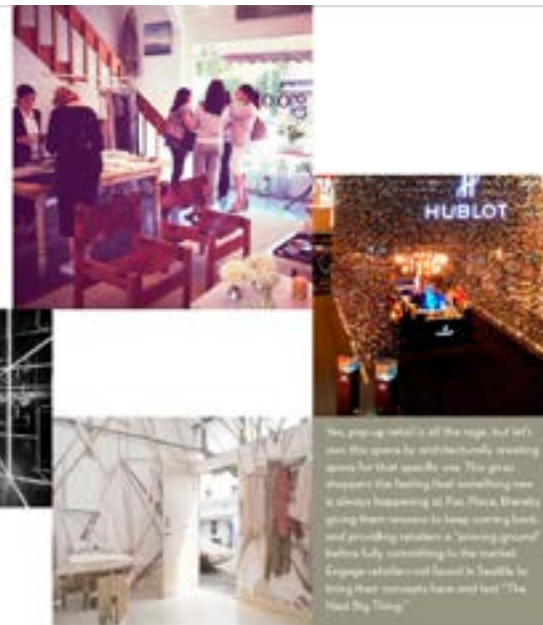 HUBLOT
Yes, pop-up retail is all the rage, but let's
own this space by architecturally creating
space for that specific use. This gives
shoppers the feeling that something new
is always happening at Pac Place, thereby
giving them reasons to keep coming back,
and providing retailers a "proving ground"
before fully committing to the market.
Engage retailers not found in Seattle to
bring their concepts here and test "The
Next Big Thing."